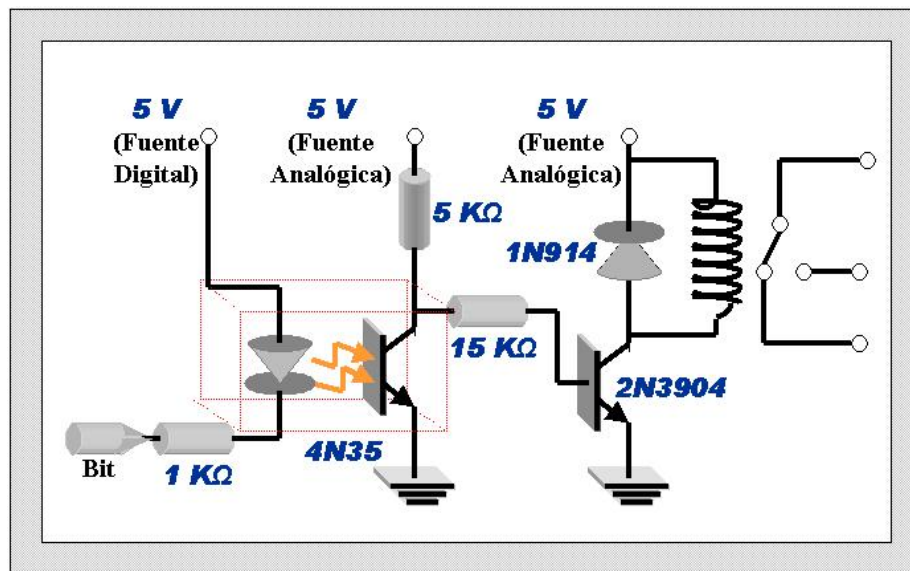 5 V
(Fuente
Digital)
5 V
(Fuente
Analógica)
5 V
(Fuente
Analógica)
5 KΩ
1N914
15 KΩ
2N3904
4N35
Bit
1 KΩ